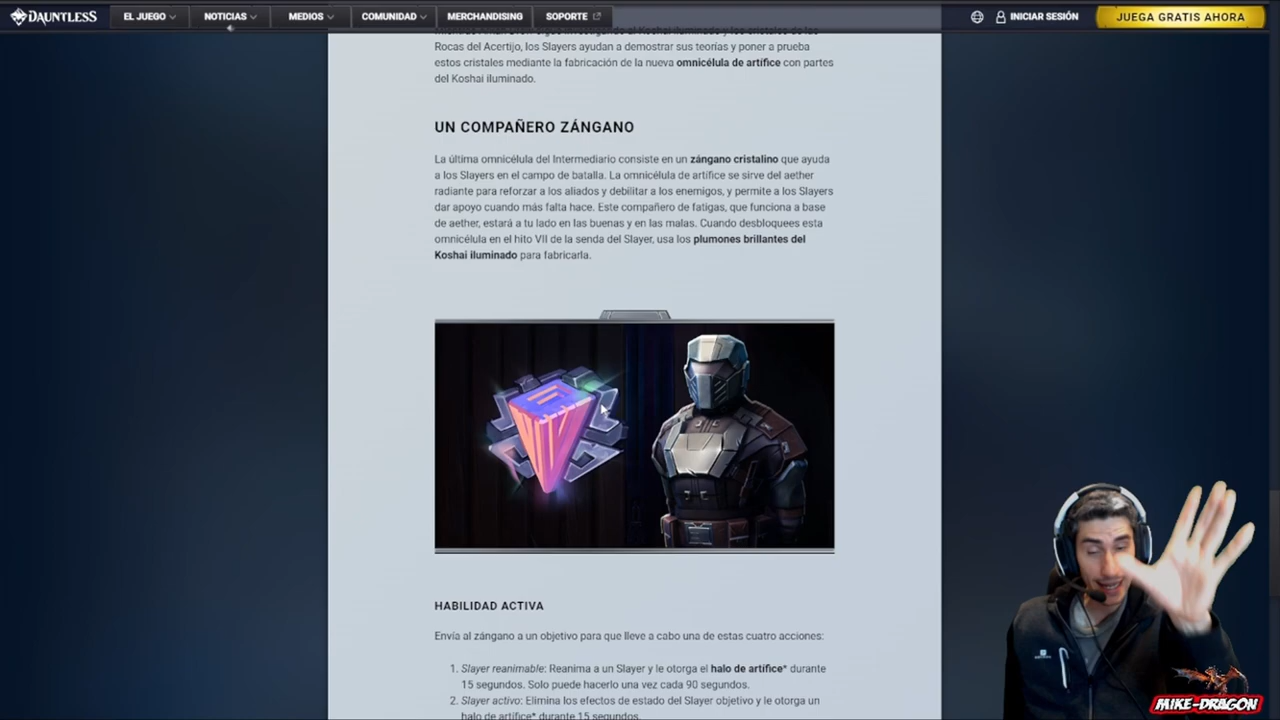 DAUNTLESS EL JUEGO NOTICIAS MEDIOS COMUNIDAD MERCHANDISING SOPORTE INICIAR SESIÓN JUEGA GRATIS AHORA
Rocas del Acertijo, los Slayers ayudan a demostrar sus teorías y poner a prueba
estos cristales mediante la fabricación de la nueva omnicélula de artífice con partes
del Koshai iluminado.
UN COMPAÑERO ZÁNGANO
La última omnicélula del Intermediario consiste en un zángano cristalino que ayuda
a los Slayers en el campo de batalla. La omnicélula de artífice se sirve del aether
radiante para reforzar a los aliados y debilitar a los enemigos, y permite a los Slayers
dar apoyo cuando más falta hace. Este compañero de fatigas, que funciona a base
de aether, estará a tu lado en las buenas y en las malas. Cuando desbloquees esta
omnicélula en el hito VII de la senda del Slayer, usa los plumones brillantes del
Koshai iluminado para fabricarla.
HABILIDAD ACTIVA
Envía al zángano a un objetivo para que lleve a cabo una de estas cuatro acciones:
1. Slayer reanimable: Reanima a un Slayer y le otorga el halo de artífice* durante
15 segundos. Solo puede hacerlo una vez cada 90 segundos.
2. Slayer activo: Elimina los efectos de estado del Slayer objetivo y le otorga un
halo de artífice* durante 15 segundos.
MIKE-DRAGON